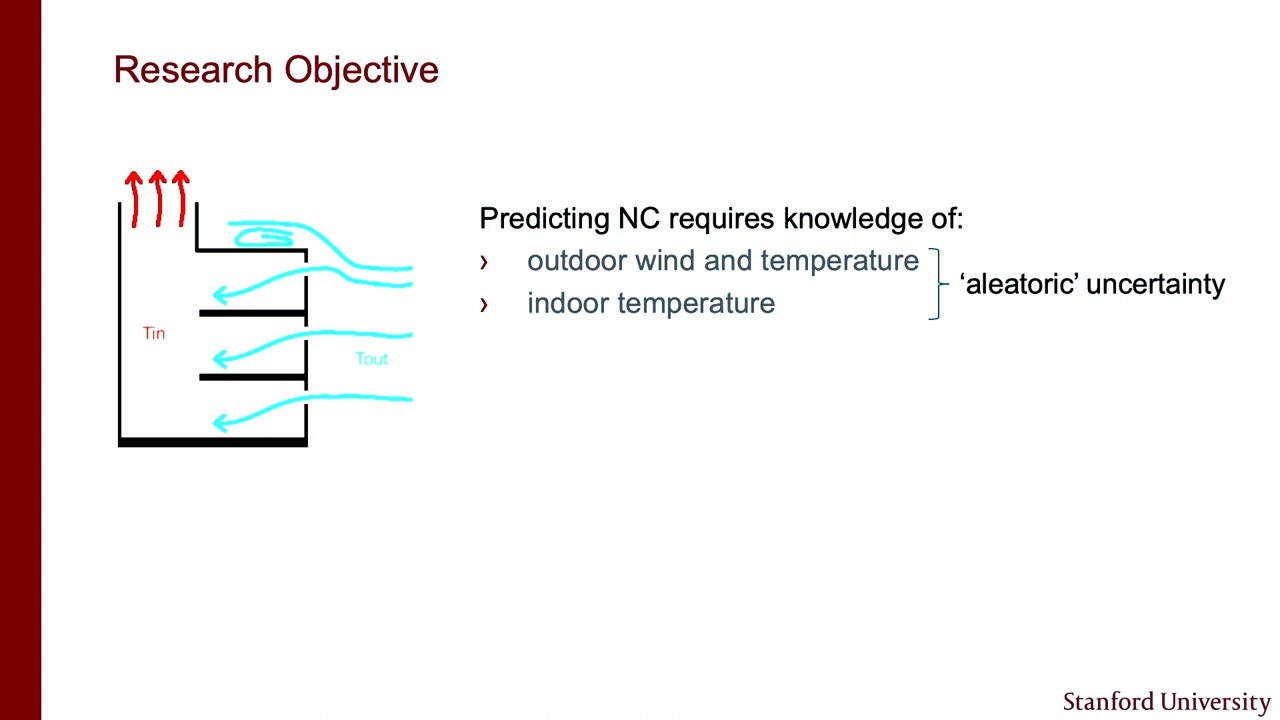 Research Objective
Predicting NC requires knowledge of:
› outdoor wind and temperature
› indoor temperature
‘aleatoric’ uncertainty
Tin
Tout
Stanford University